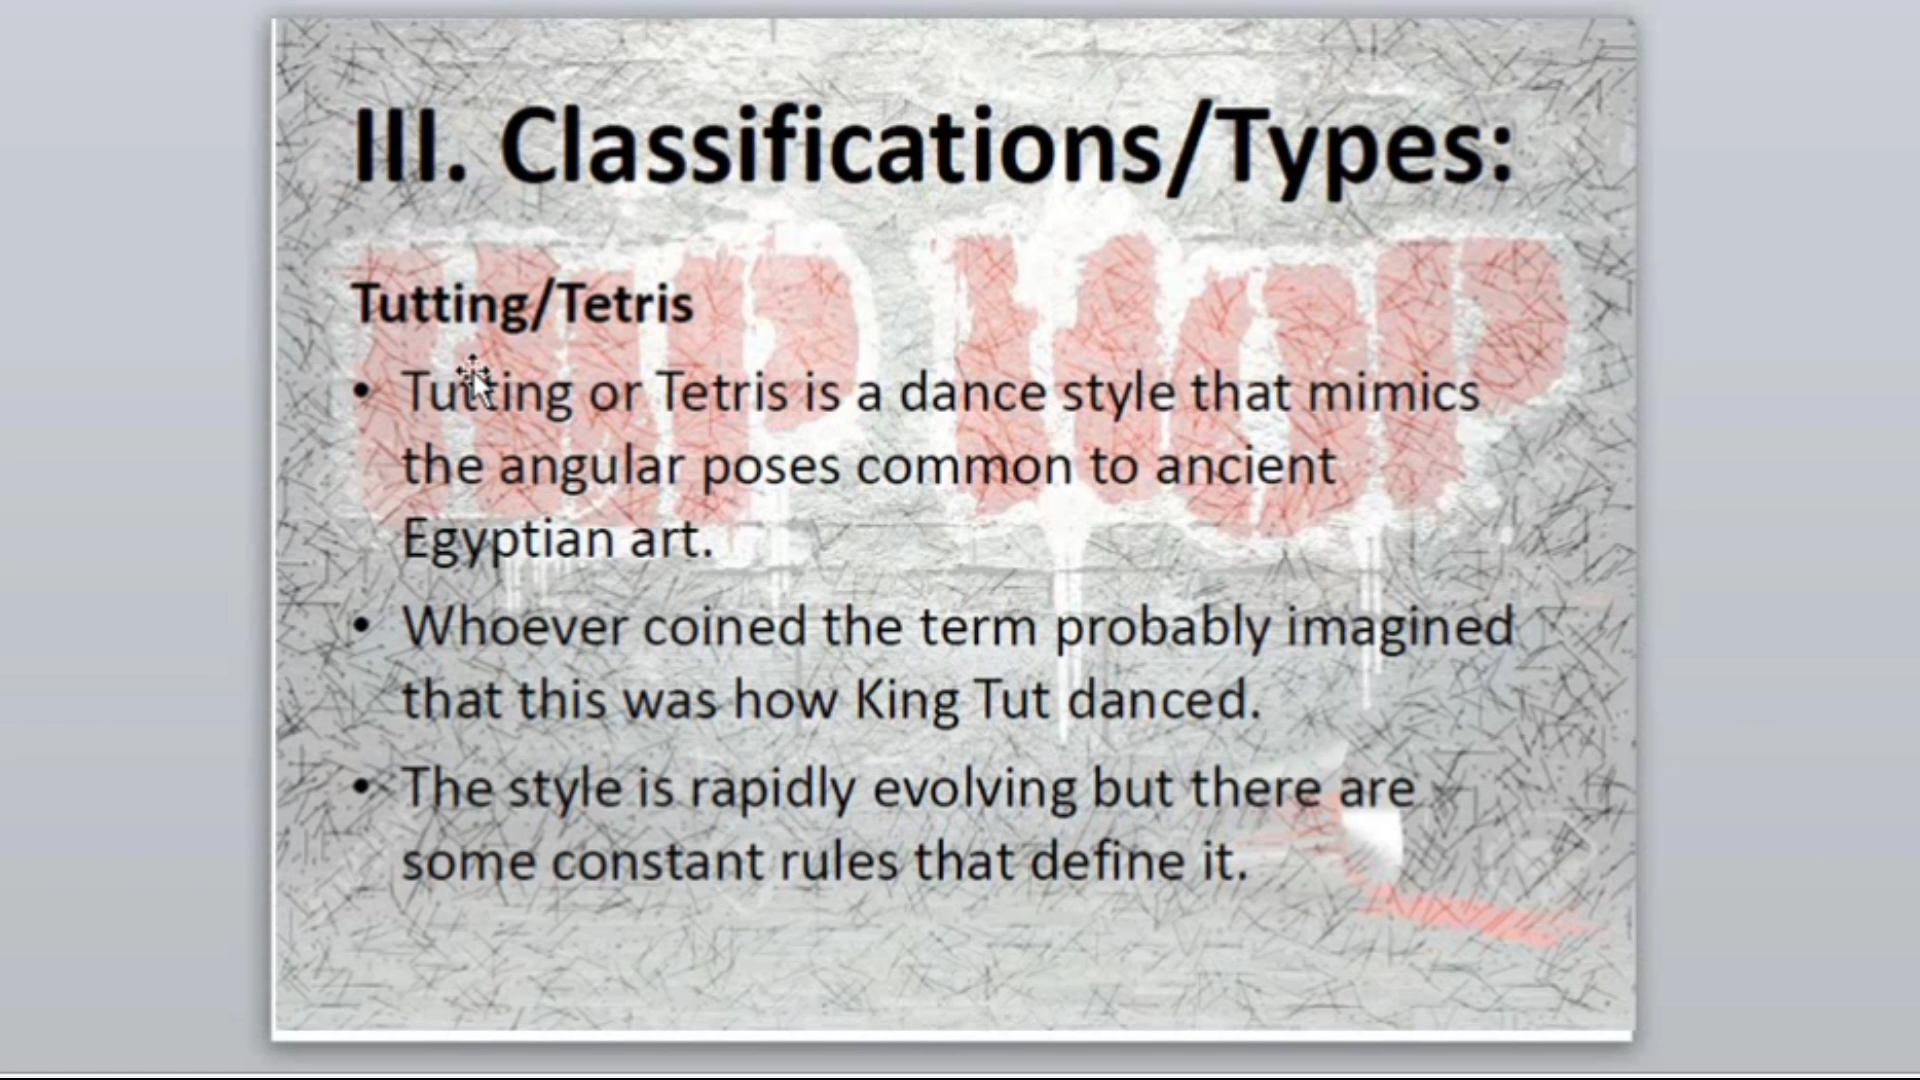 III. Classifications/Types:
HIP HOP
Tutting/Tetris
• Tutting or Tetris is a dance style that mimics
the angular poses common to ancient
Egyptian art.
• Whoever coined the term probably imagined
that this was how King Tut danced.
• The style is rapidly evolving but there are
some constant rules that define it.